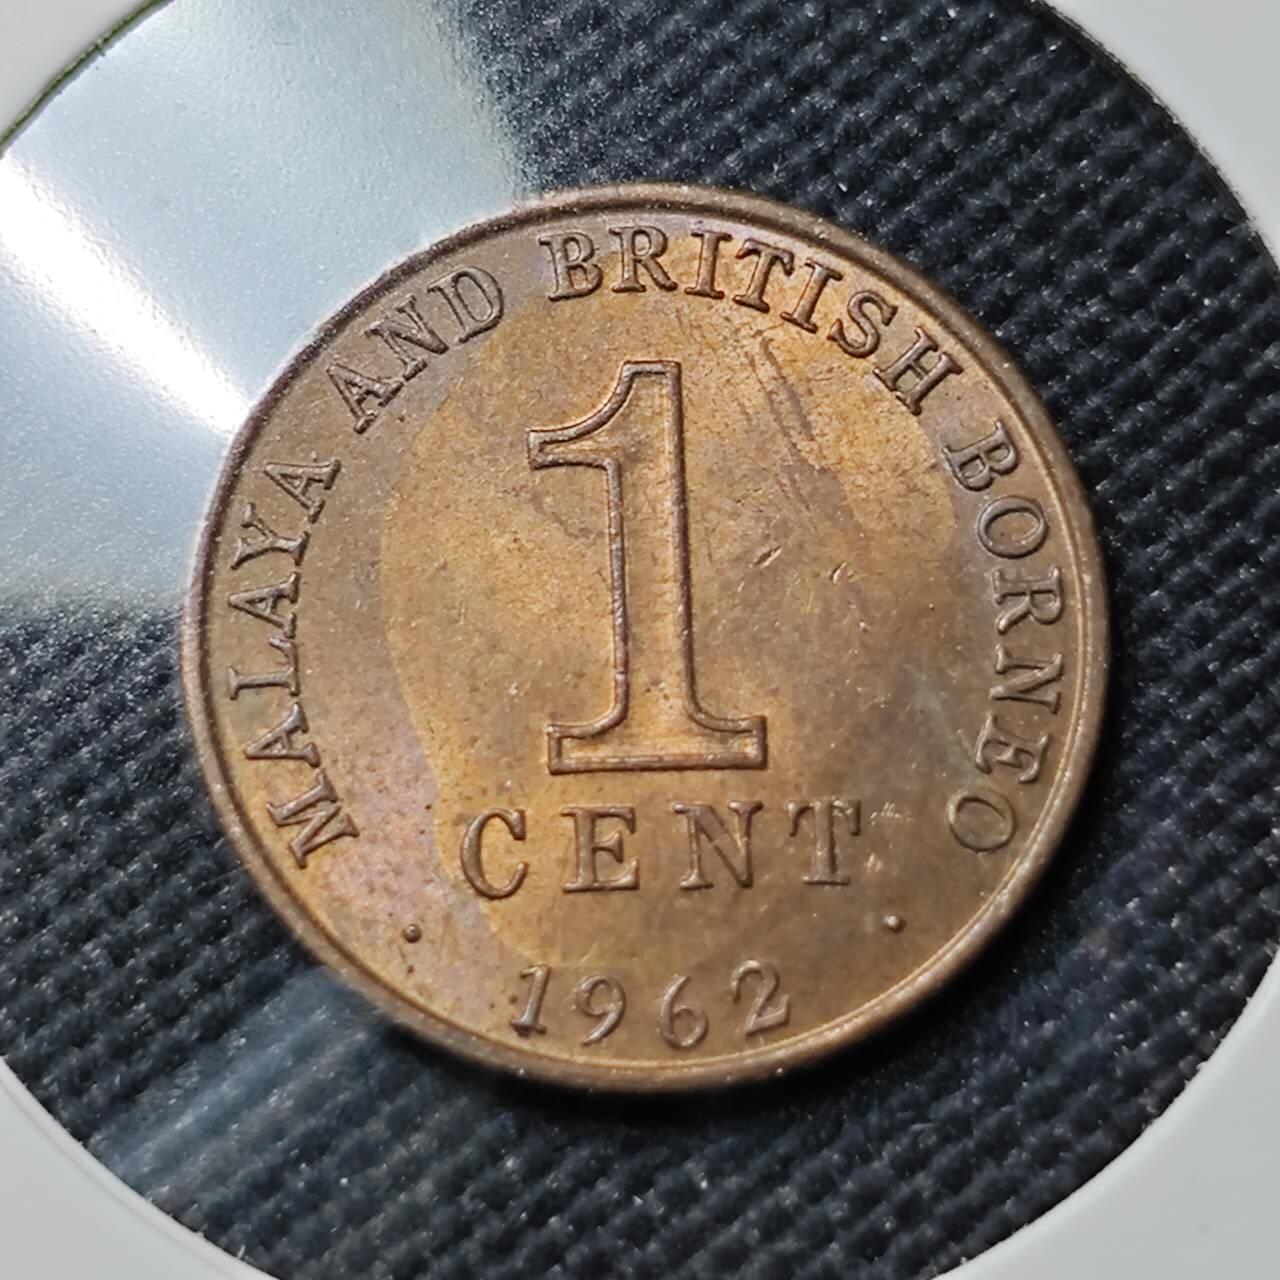 MALAYA AND BRITISH BORNEO
1
CENT
1962